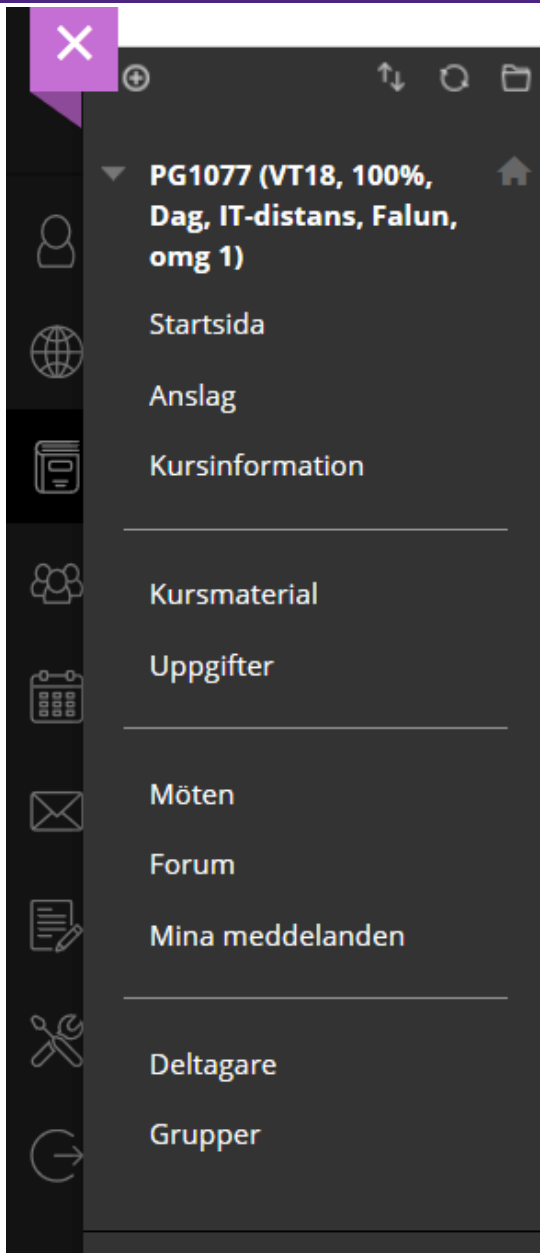 PG1077 (VT18, 100%,
Dag, IT-distans, Falun,
omg 1)
Startsida
Anslag
Kursinformation
Kursmaterial
Uppgifter
Möten
Forum
Mina meddelanden
Deltagare
Grupper